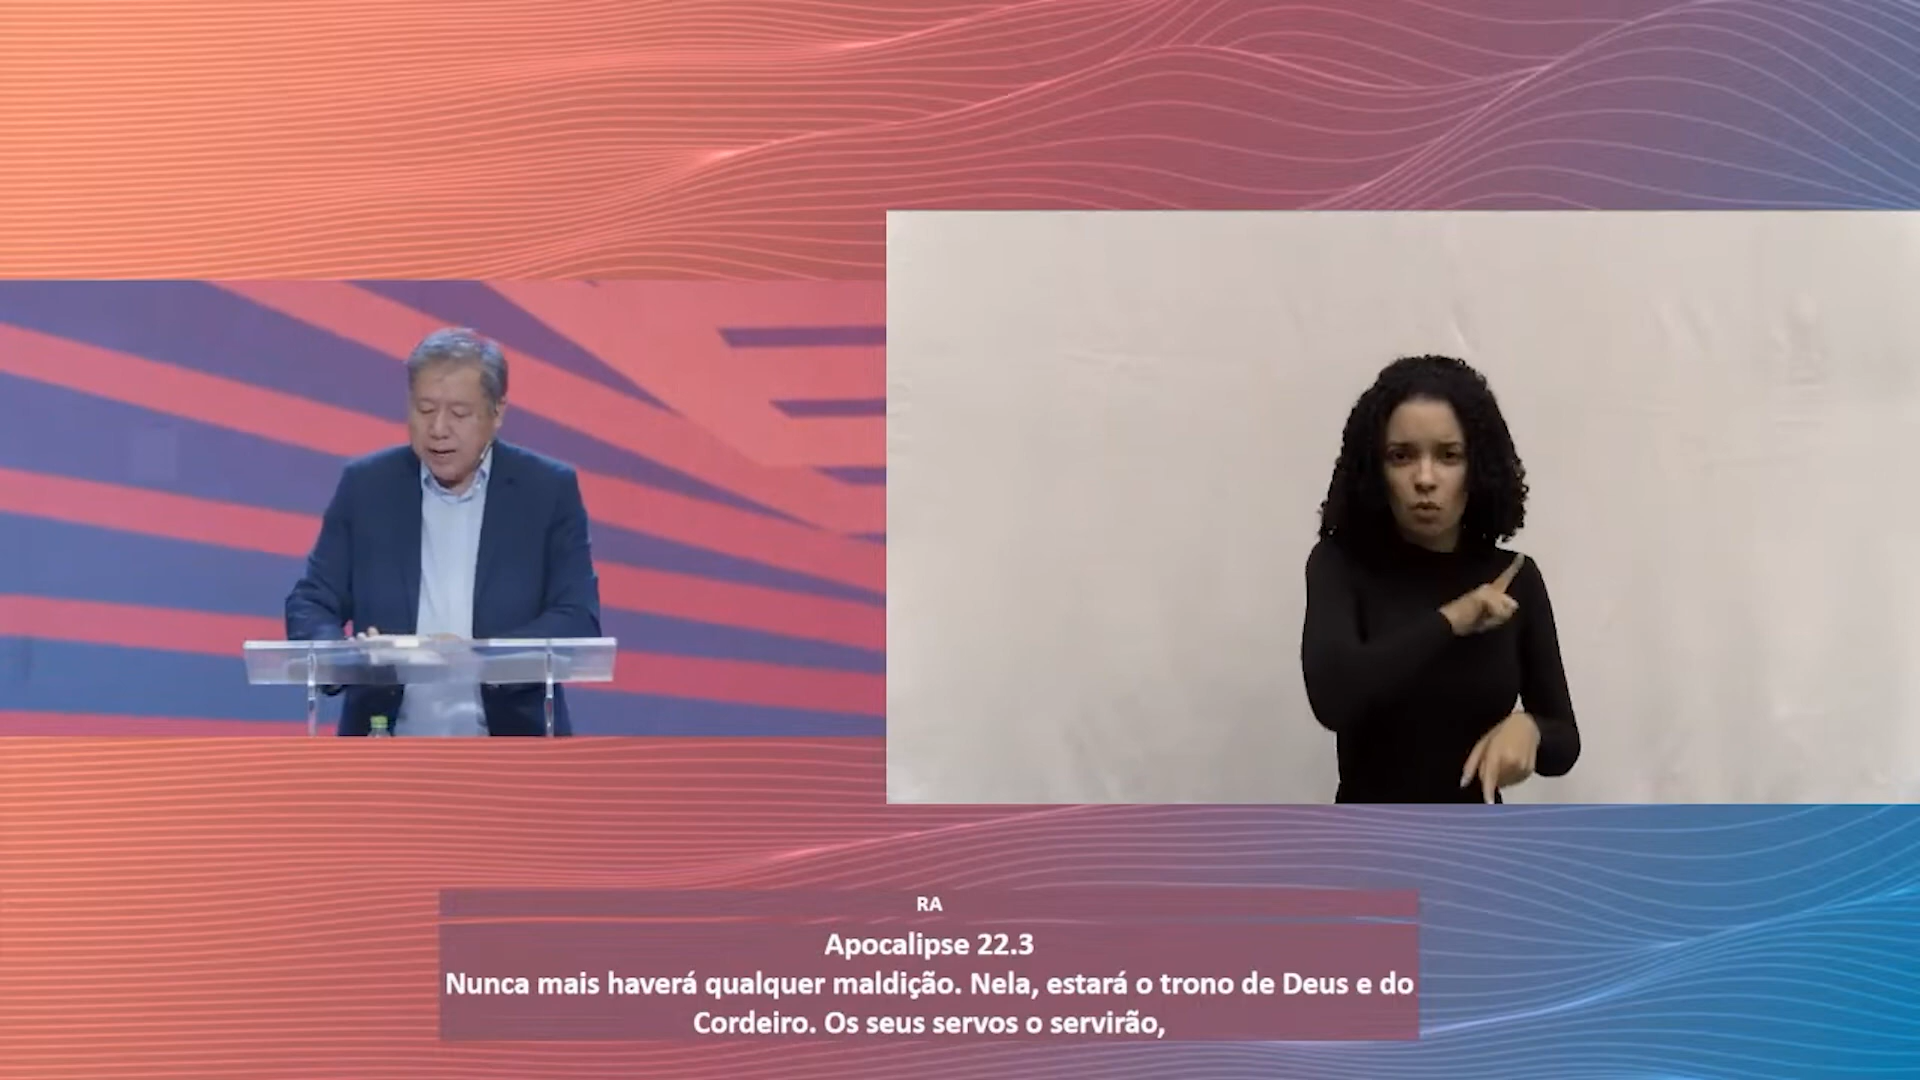 RA
Apocalipse 22.3
Nunca mais haverá qualquer maldição. Nela, estará o trono de Deus e do
Cordeiro. Os seus servos o servirão,